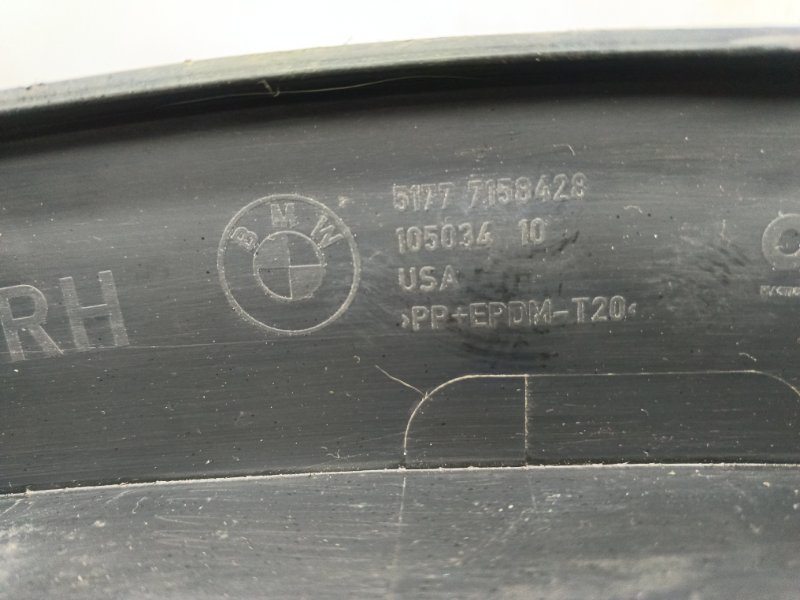 BMW
5177 7158428
105034 10
USA
>PP+EPDM-T20<
RH